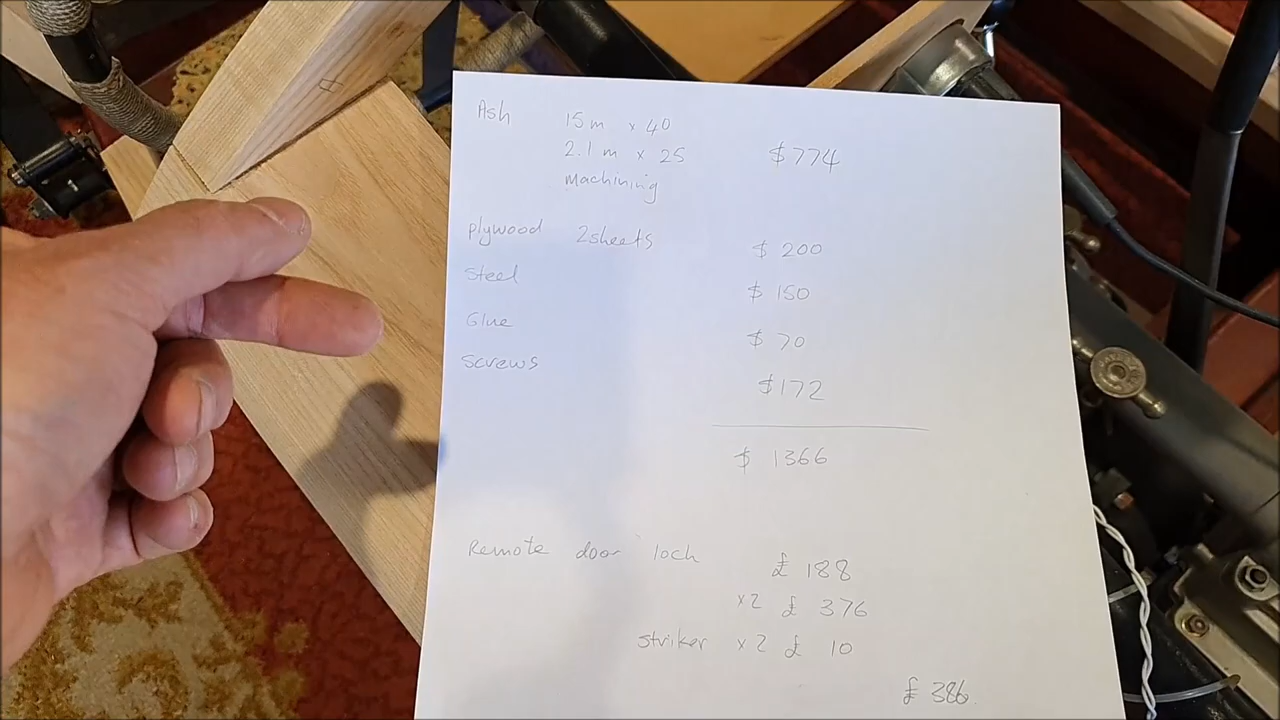 Ash 15m x 40
2.1 m x 25 $774
Machining
plywood 2sheets $ 200
Steel $ 150
Glue $ 70
Screws $172
$ 1366
Remote door lock £ 188
x2 £ 376
striker x2 £ 10
£ 386